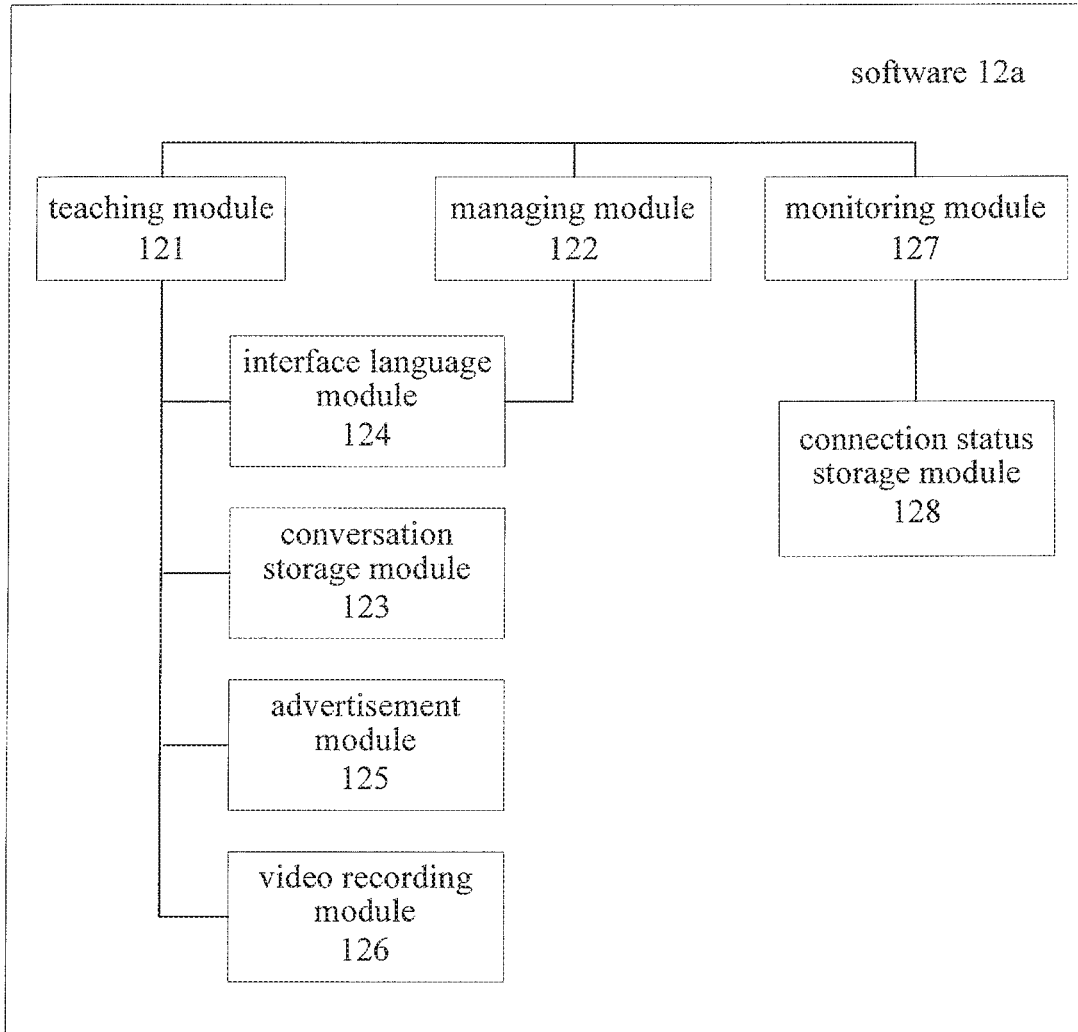 software 12a
teaching module
121
managing module
122
monitoring module
127
interface language
module
124
connection status
storage module
128
conversation
storage module
123
advertisement
module
125
video recording
module
126